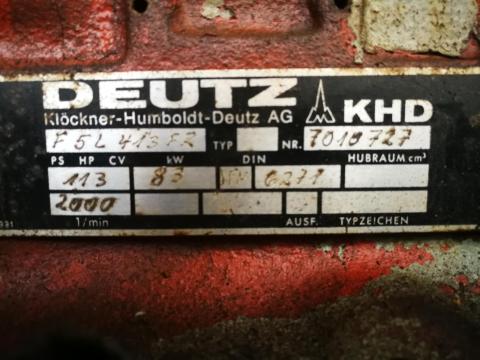 DEUTZ KHD
Klöckner-Humboldt-Deutz AG
F5L 413 FR TYP NR. 7010727
PS HP CV kW DIN HUBRAUM cm³
113 83 6271
2000
1/min AUSF. TYPZEICHEN